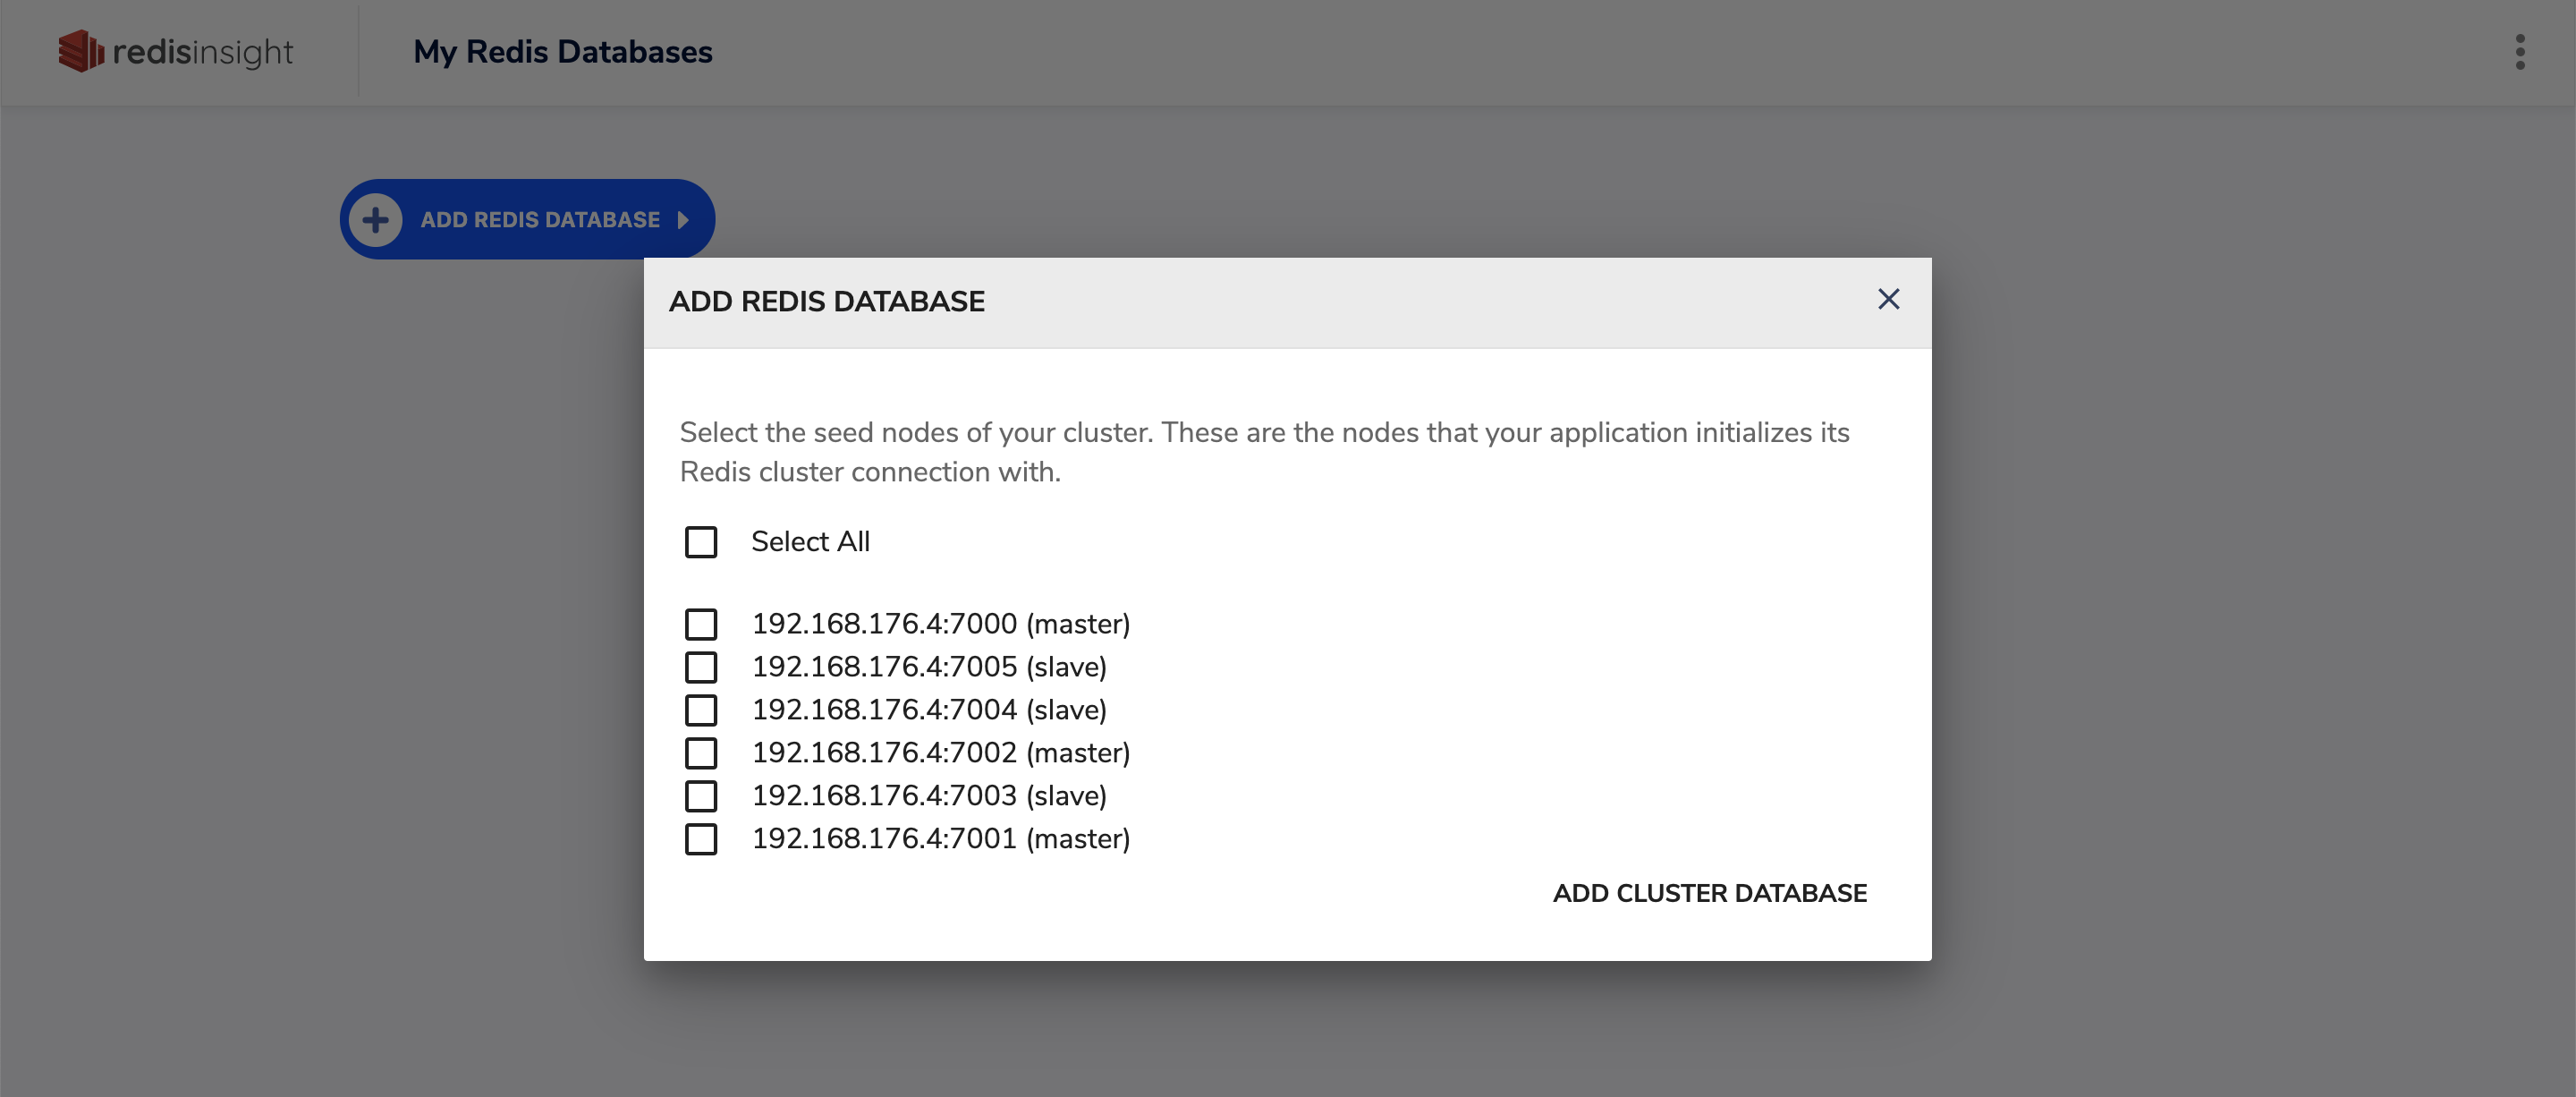 redisinsight
My Redis Databases
ADD REDIS DATABASE
ADD REDIS DATABASE
Select the seed nodes of your cluster. These are the nodes that your application initializes its
Redis cluster connection with.
Select All
192.168.176.4:7000 (master)
192.168.176.4:7005 (slave)
192.168.176.4:7004 (slave)
192.168.176.4:7002 (master)
192.168.176.4:7003 (slave)
192.168.176.4:7001 (master)
ADD CLUSTER DATABASE